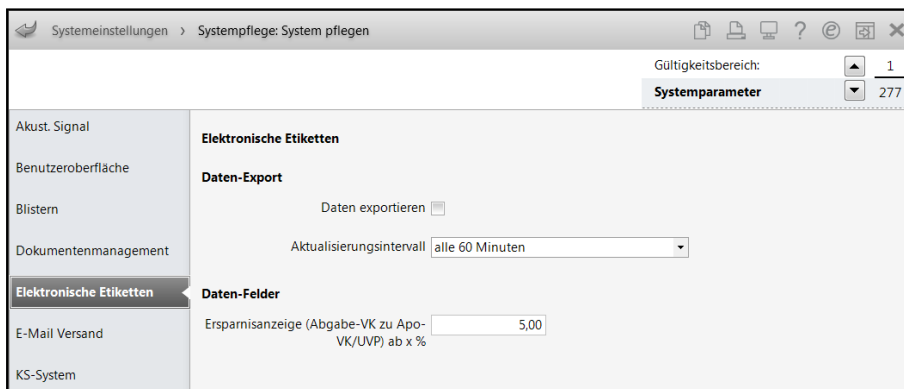 Systemeinstellungen > Systempflege: System pflegen
Gültigkeitsbereich: 1
Systemparameter 277
Akust. Signal
Benutzeroberfläche
Blistern
Dokumentenmanagement
Elektronische Etiketten
E-Mail Versand
KS-System
Elektronische Etiketten
Daten-Export
Daten exportieren
Aktualisierungsintervall alle 60 Minuten
Daten-Felder
Ersparnisanzeige (Abgabe-VK zu Apo- 5,00
VK/UVP) ab x %